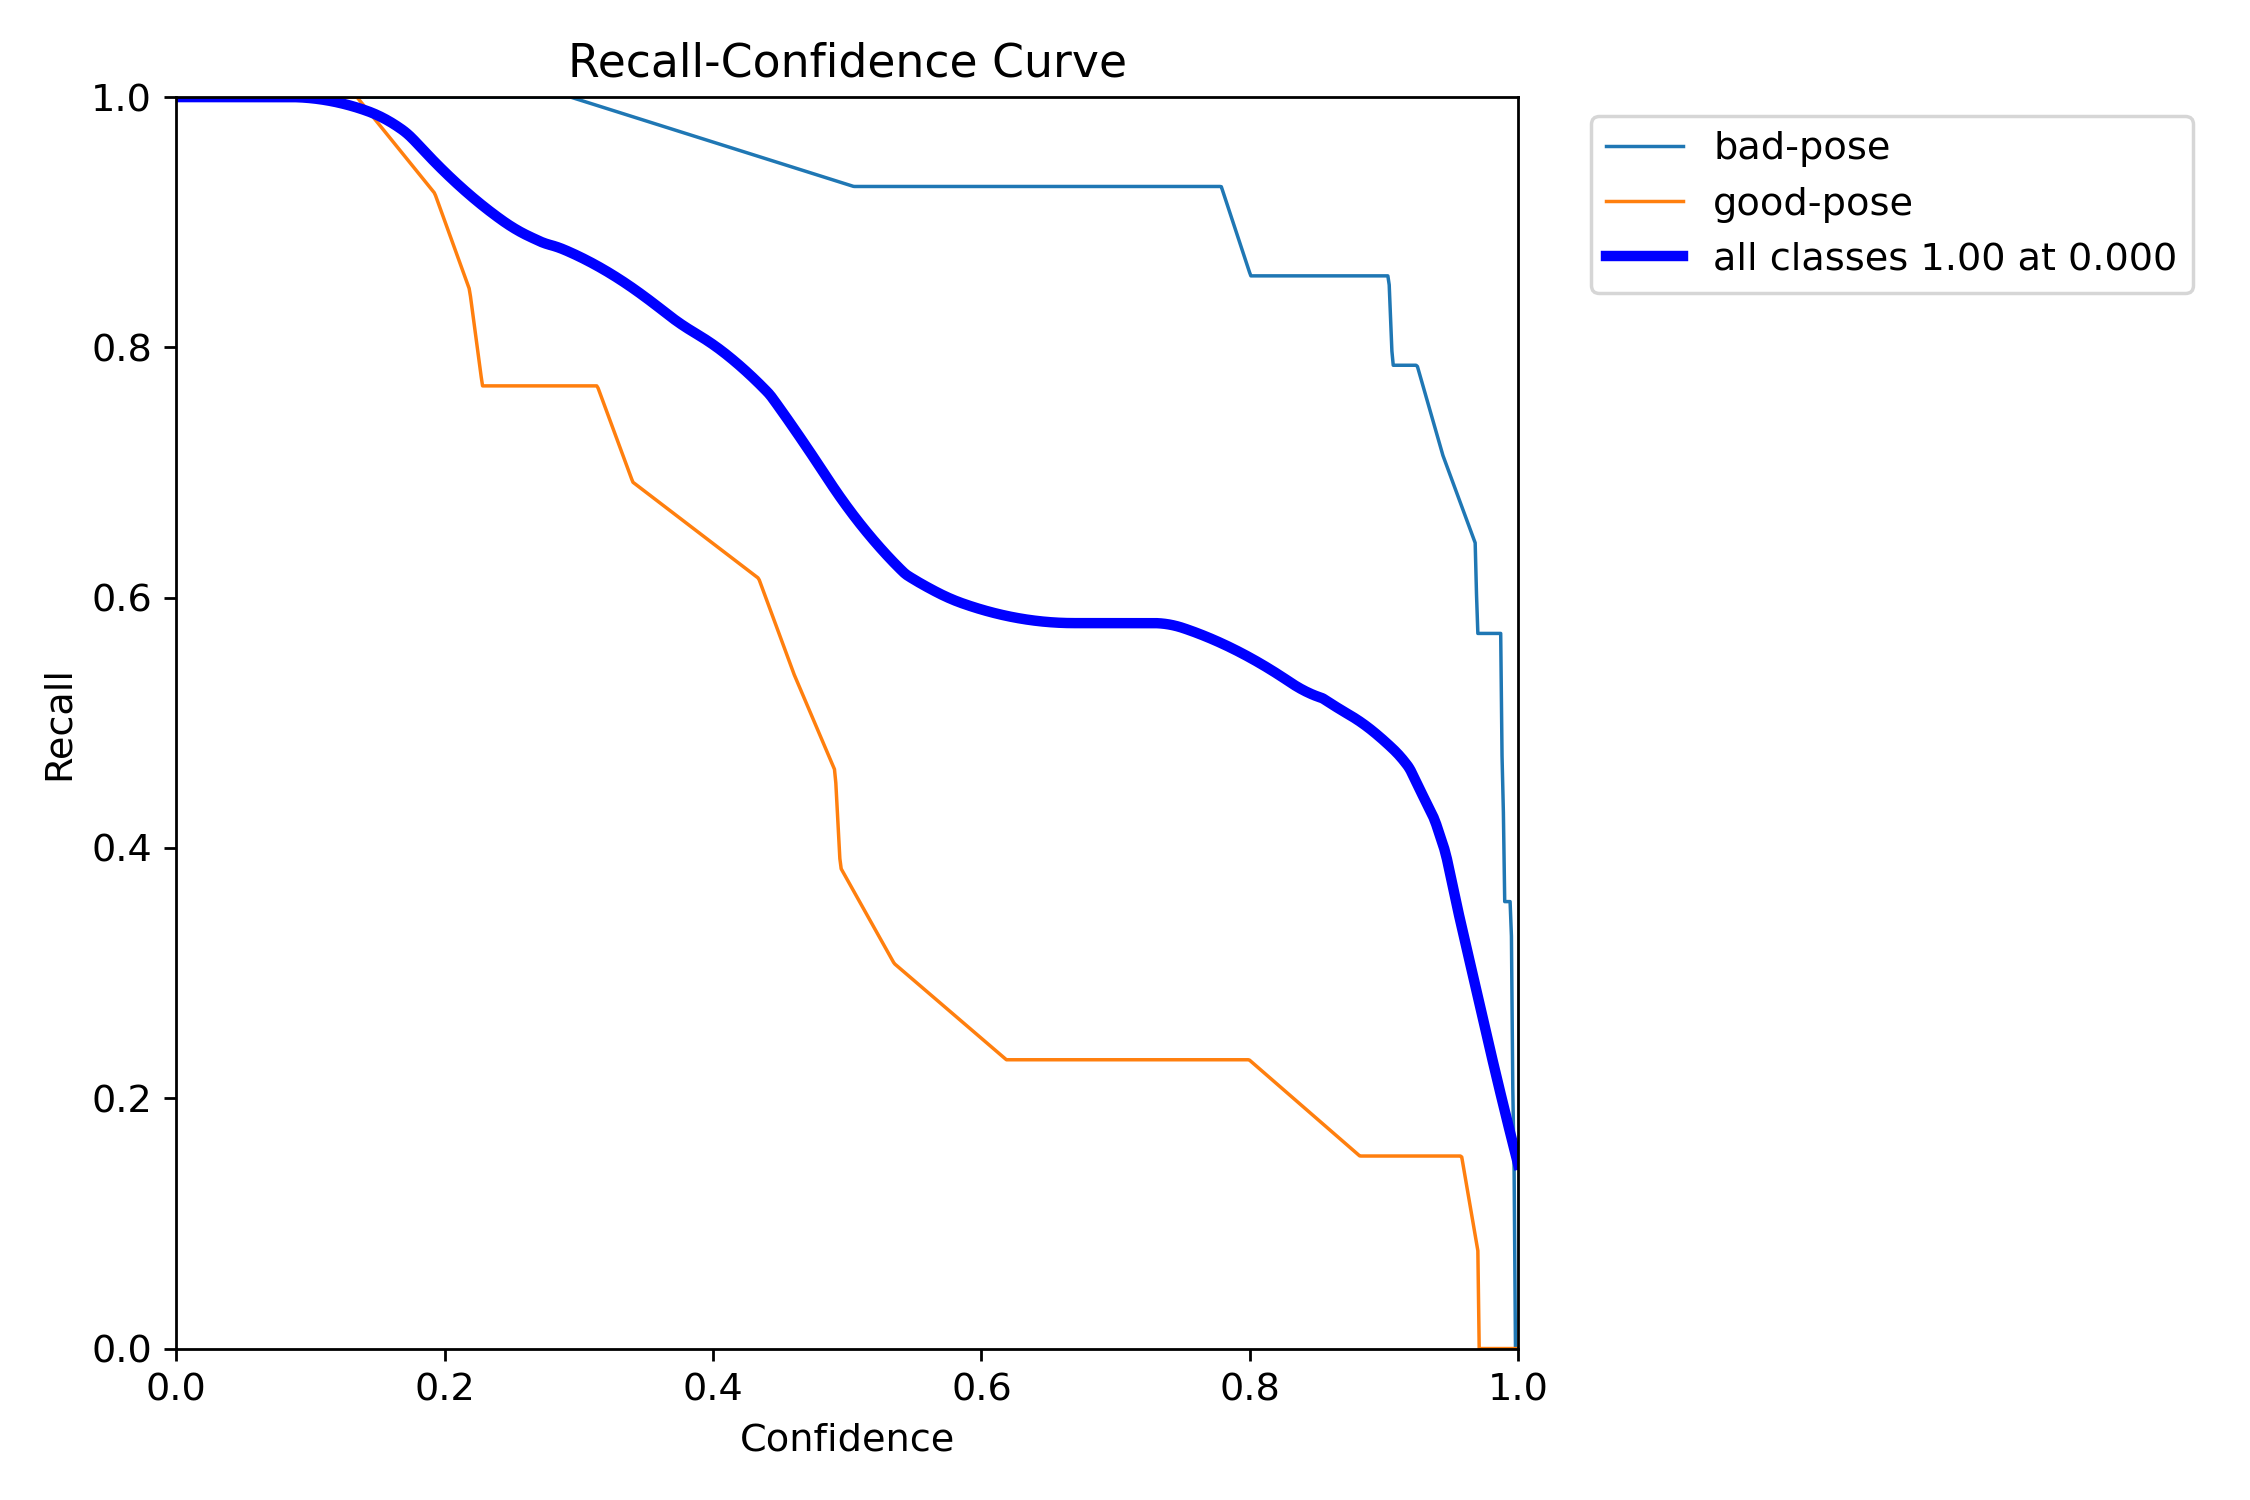 Recall-Confidence Curve
1.0
0.8
0.6
0.4
0.2
0.0
Recall
0.0 0.2 0.4 0.6 0.8 1.0
Confidence
bad-pose
good-pose
all classes 1.00 at 0.000